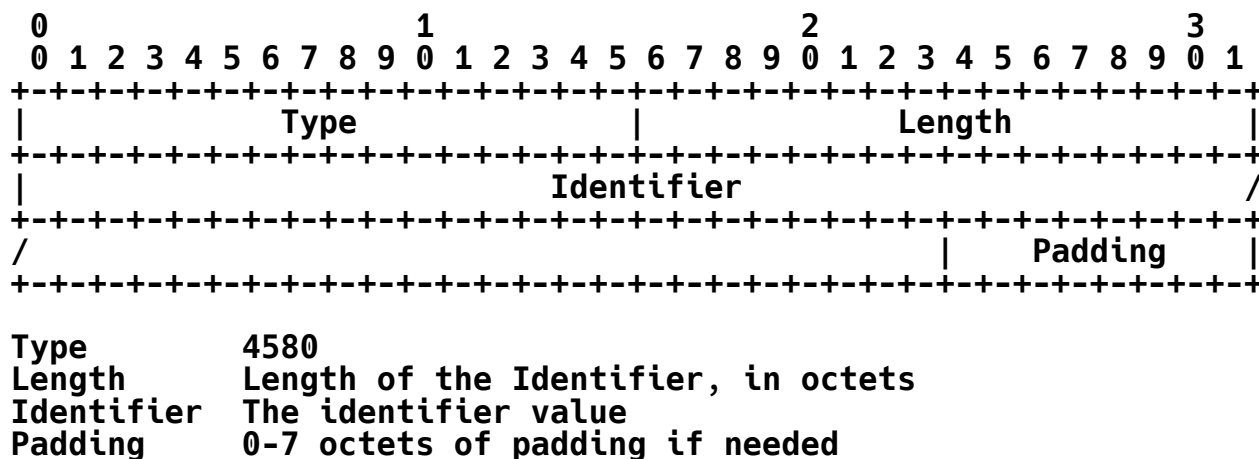 0                   1                   2                   3
 0 1 2 3 4 5 6 7 8 9 0 1 2 3 4 5 6 7 8 9 0 1 2 3 4 5 6 7 8 9 0 1
+-+-+-+-+-+-+-+-+-+-+-+-+-+-+-+-+-+-+-+-+-+-+-+-+-+-+-+-+-+-+-+-+
|             Type              |             Length            |
+-+-+-+-+-+-+-+-+-+-+-+-+-+-+-+-+-+-+-+-+-+-+-+-+-+-+-+-+-+-+-+-+
|                           Identifier                          /
+-+-+-+-+-+-+-+-+-+-+-+-+-+-+-+-+-+-+-+-+-+-+-+-+-+-+-+-+-+-+-+-+
/                                               |    Padding    |
+-+-+-+-+-+-+-+-+-+-+-+-+-+-+-+-+-+-+-+-+-+-+-+-+-+-+-+-+-+-+-+-+
Type        4580
Length      Length of the Identifier, in octets
Identifier  The identifier value
Padding     0-7 octets of padding if needed